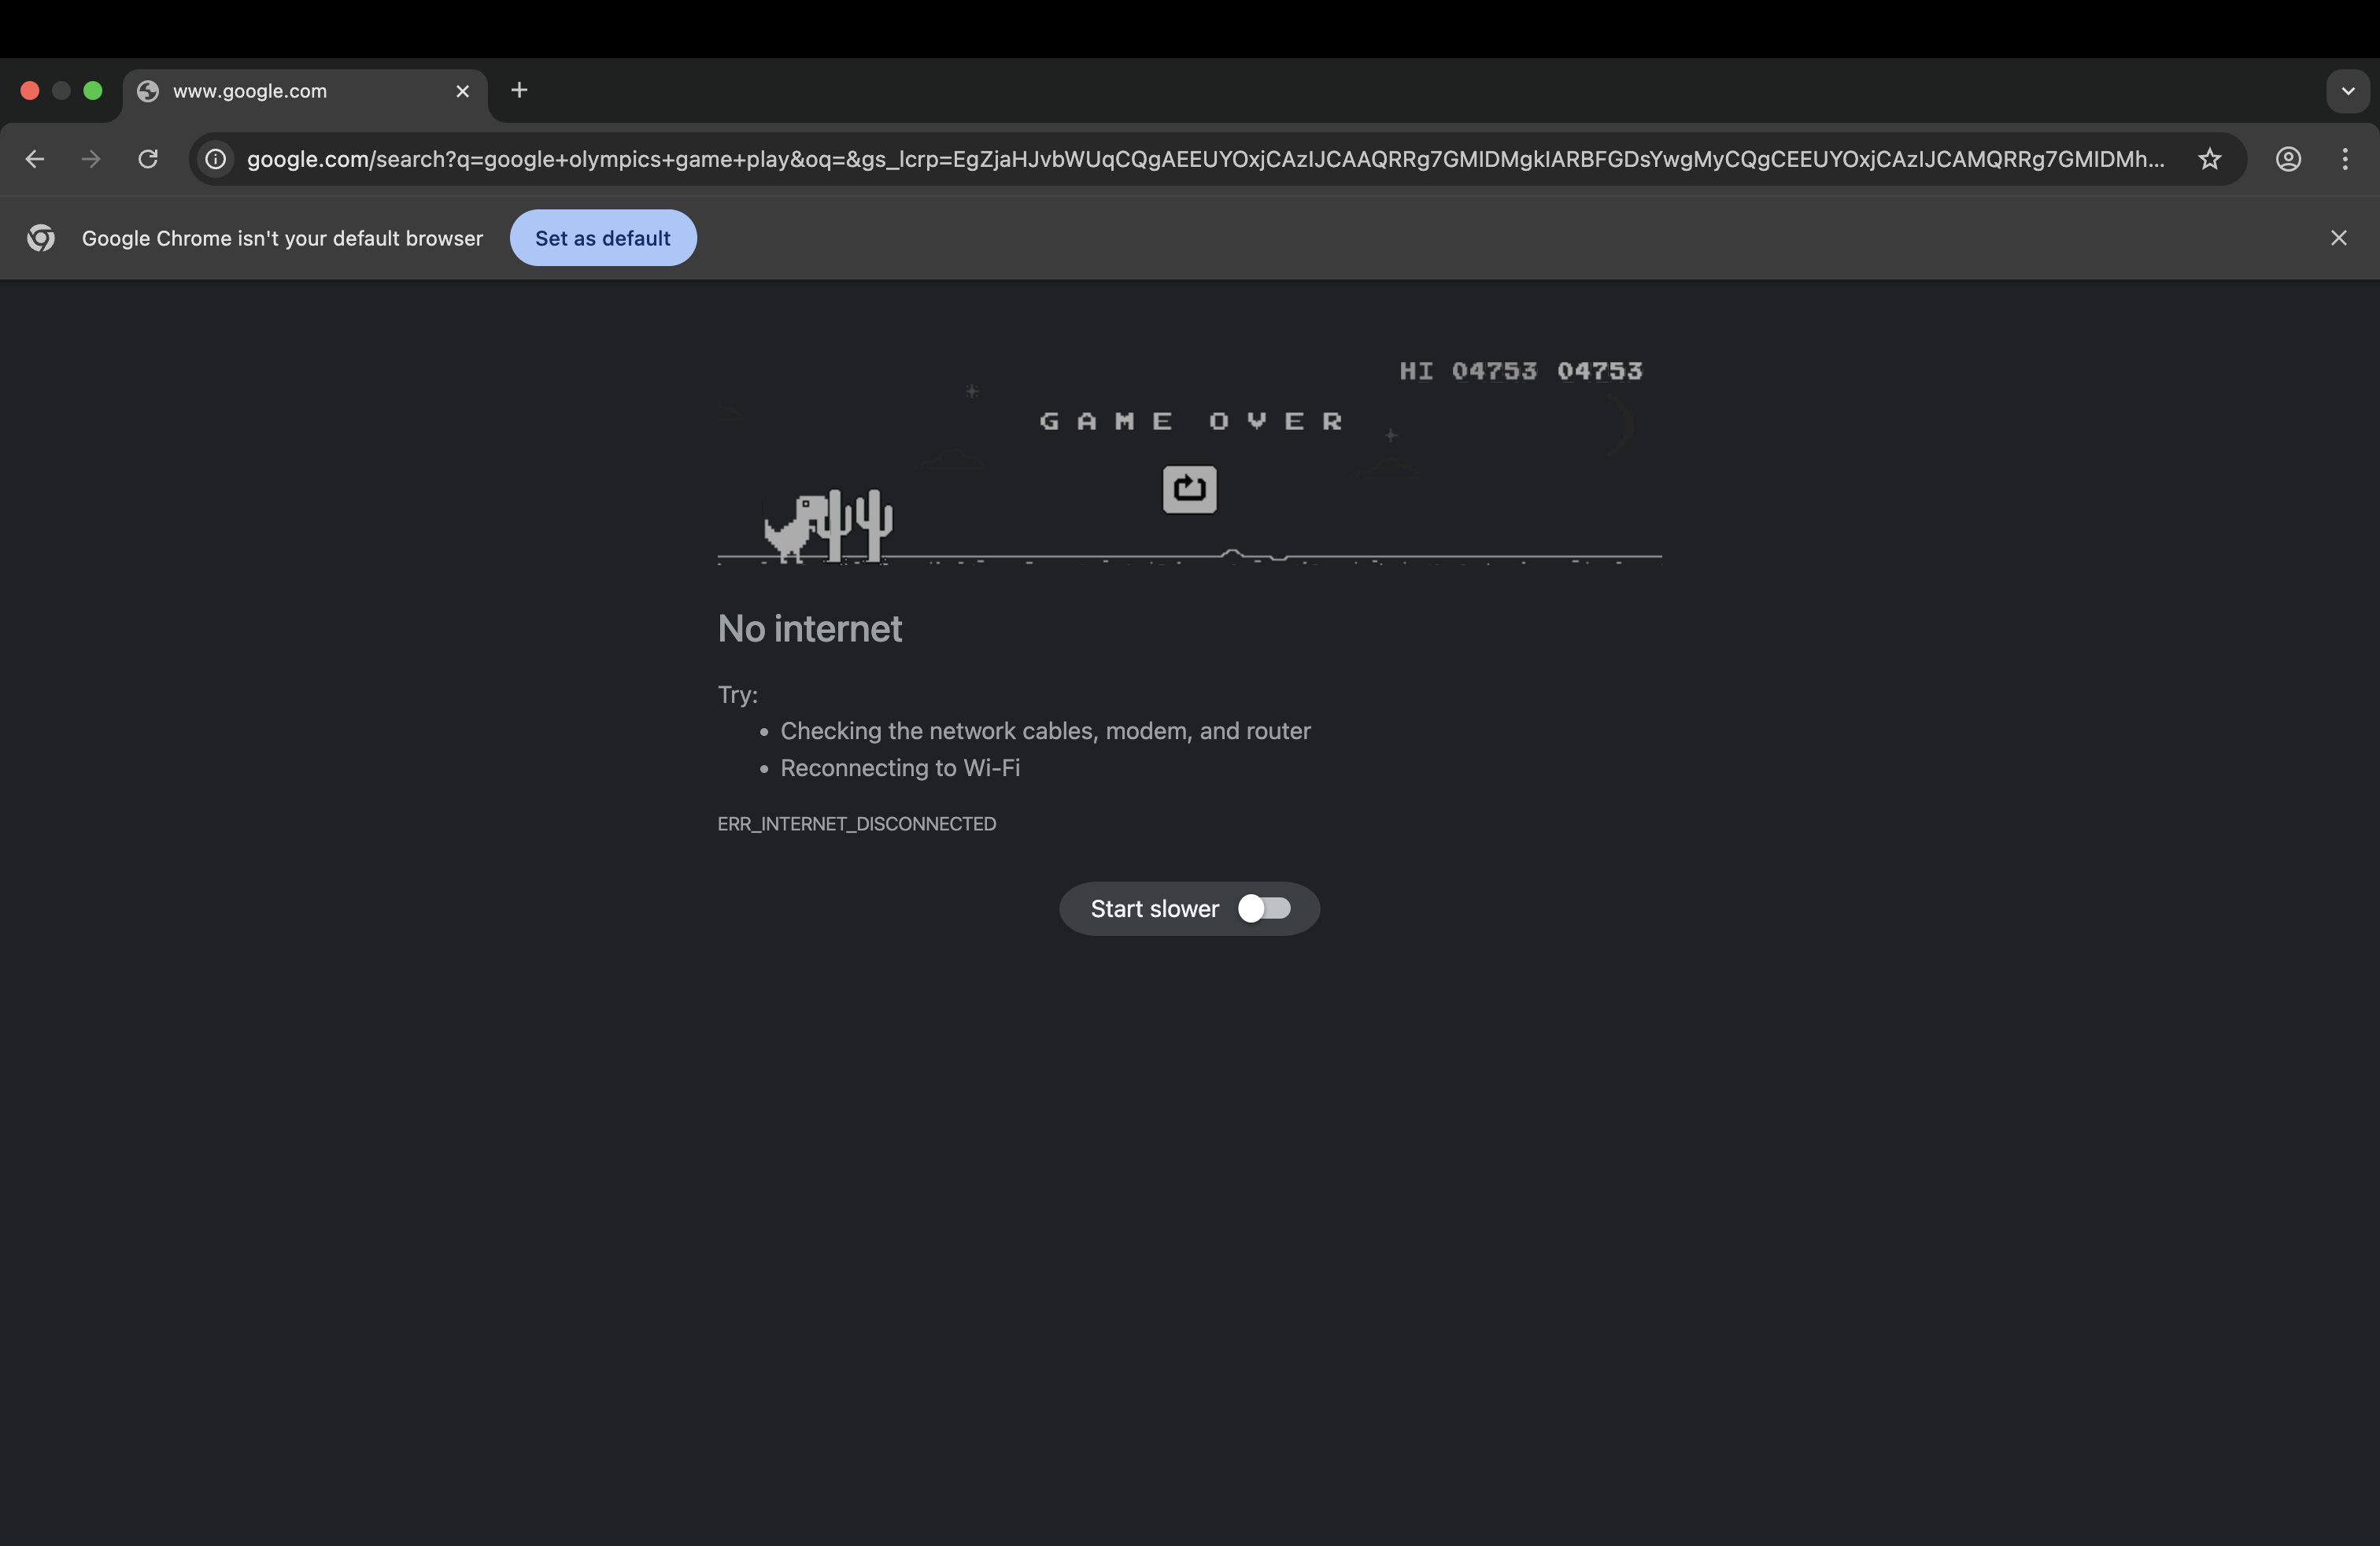 www.google.com
google.com/search?q=google+olympics+game+play&oq=&gs_lcrp=EgZjaHJvbWUqCQgAEEUYOxjCAzIJCAAQRRg7GMIDMgkIARBFGDsYwgMyCQgCEEUYOxjCAzIJCAMQRRg7GMIDMh...
Google Chrome isn't your default browser Set as default
HI 04753 04753
GAME OVER
No internet
Try:
• Checking the network cables, modem, and router
• Reconnecting to Wi-Fi
ERR_INTERNET_DISCONNECTED
Start slower